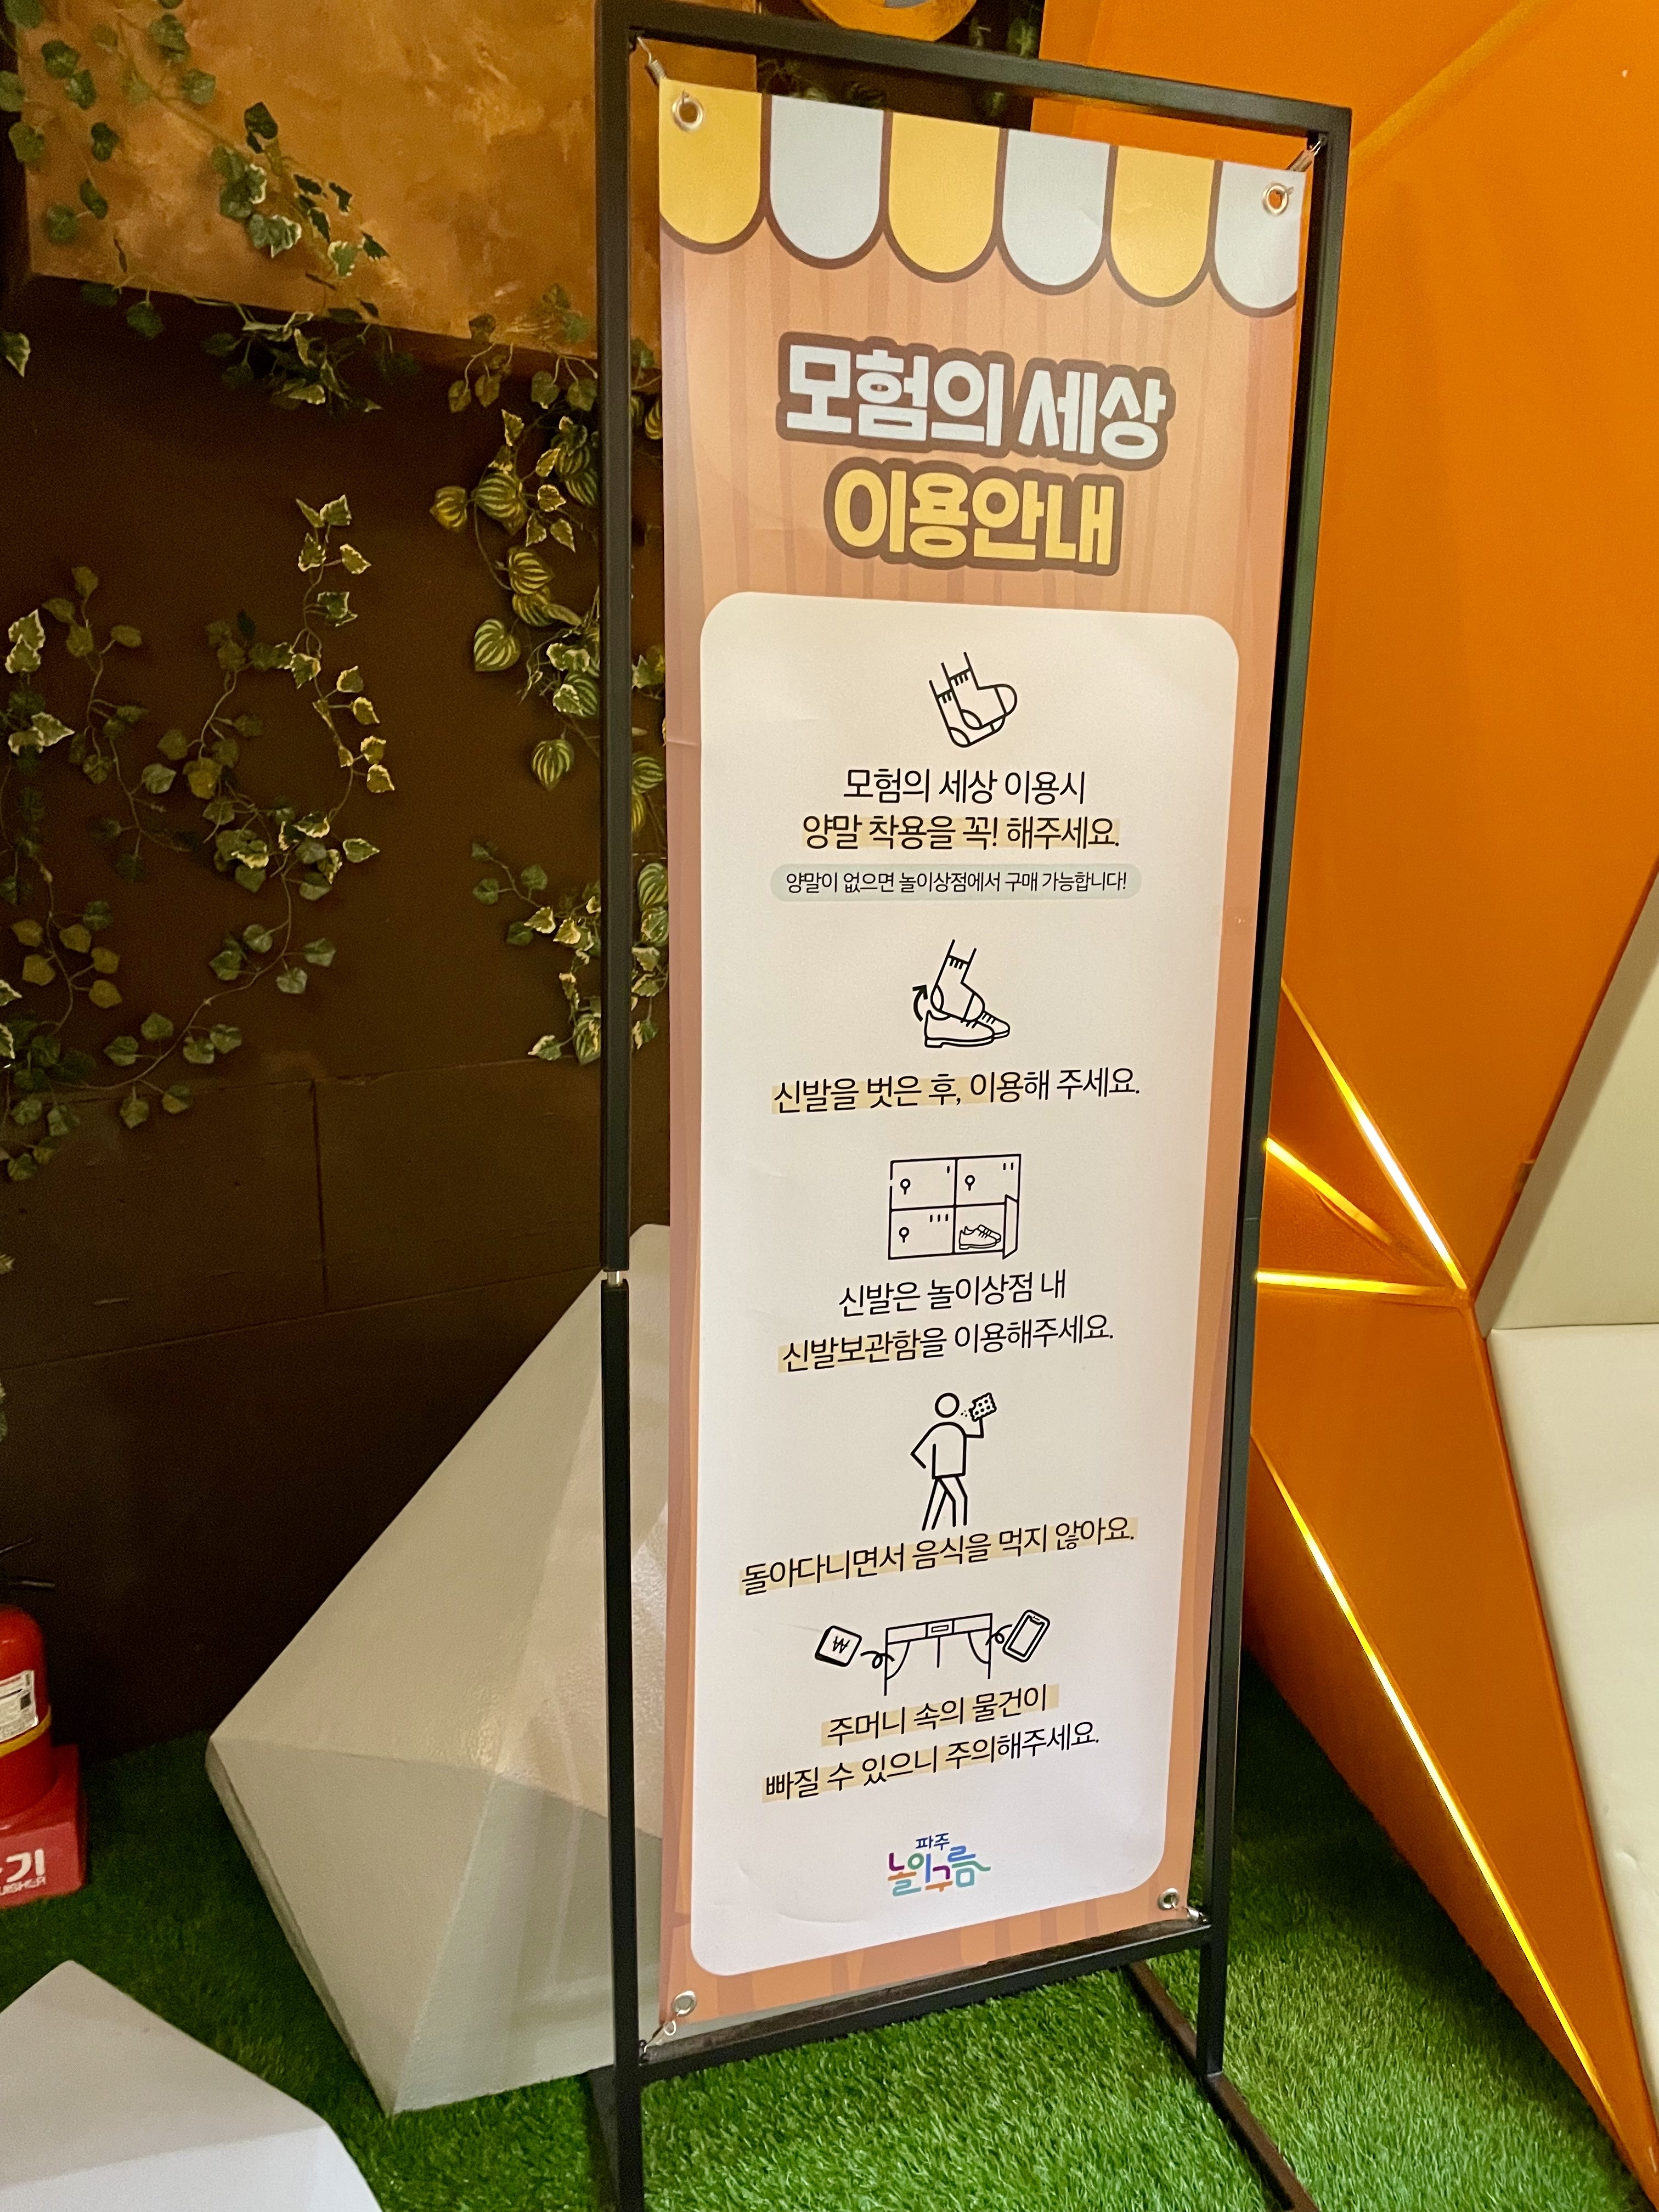 모험의 세상
이용안내
모험의 세상 이용시
양말 착용을 꼭! 해주세요.
양말이 없으면 놀이상점에서 구매 가능합니다!
신발을 벗은 후, 이용해 주세요.
신발은 놀이상점 내
신발보관함을 이용해주세요.
돌아다니면서 음식을 먹지 않아요.
₩
주머니 속의 물건이
빠질 수 있으니 주의해주세요.
파주
놀이구름
기